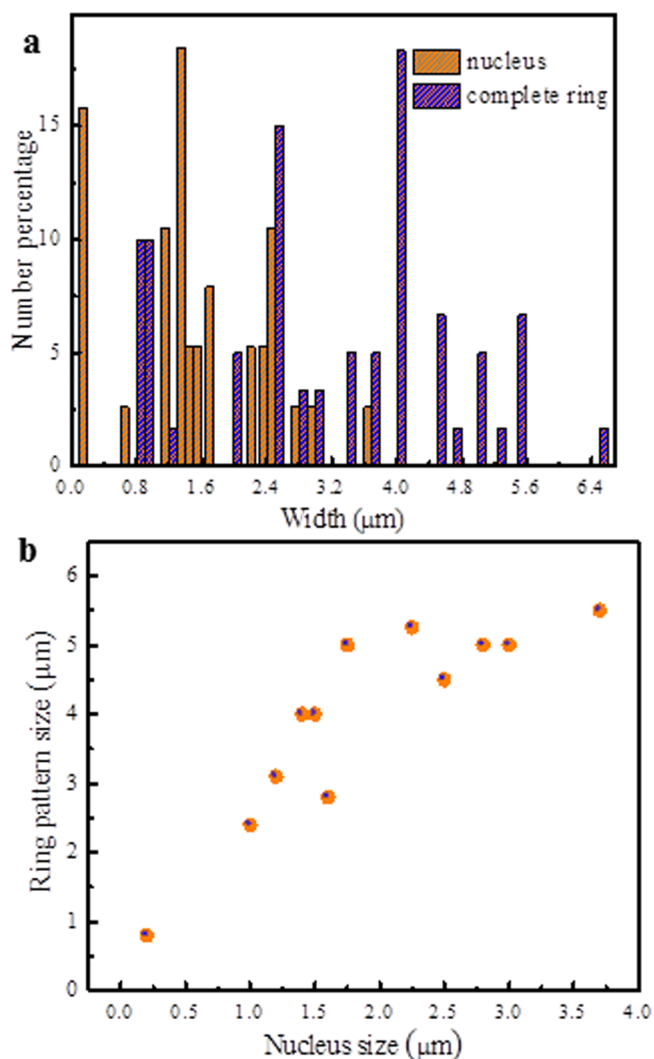 a
nucleus
complete ring
Number percentage
15
10
5
0
0.0 0.8 1.6 2.4 3.2 4.0 4.8 5.6 6.4
Width (μm)
b
Ring pattern size (μm)
6
5
4
3
2
1
0
0.0 0.5 1.0 1.5 2.0 2.5 3.0 3.5 4.0
Nucleus size (μm)